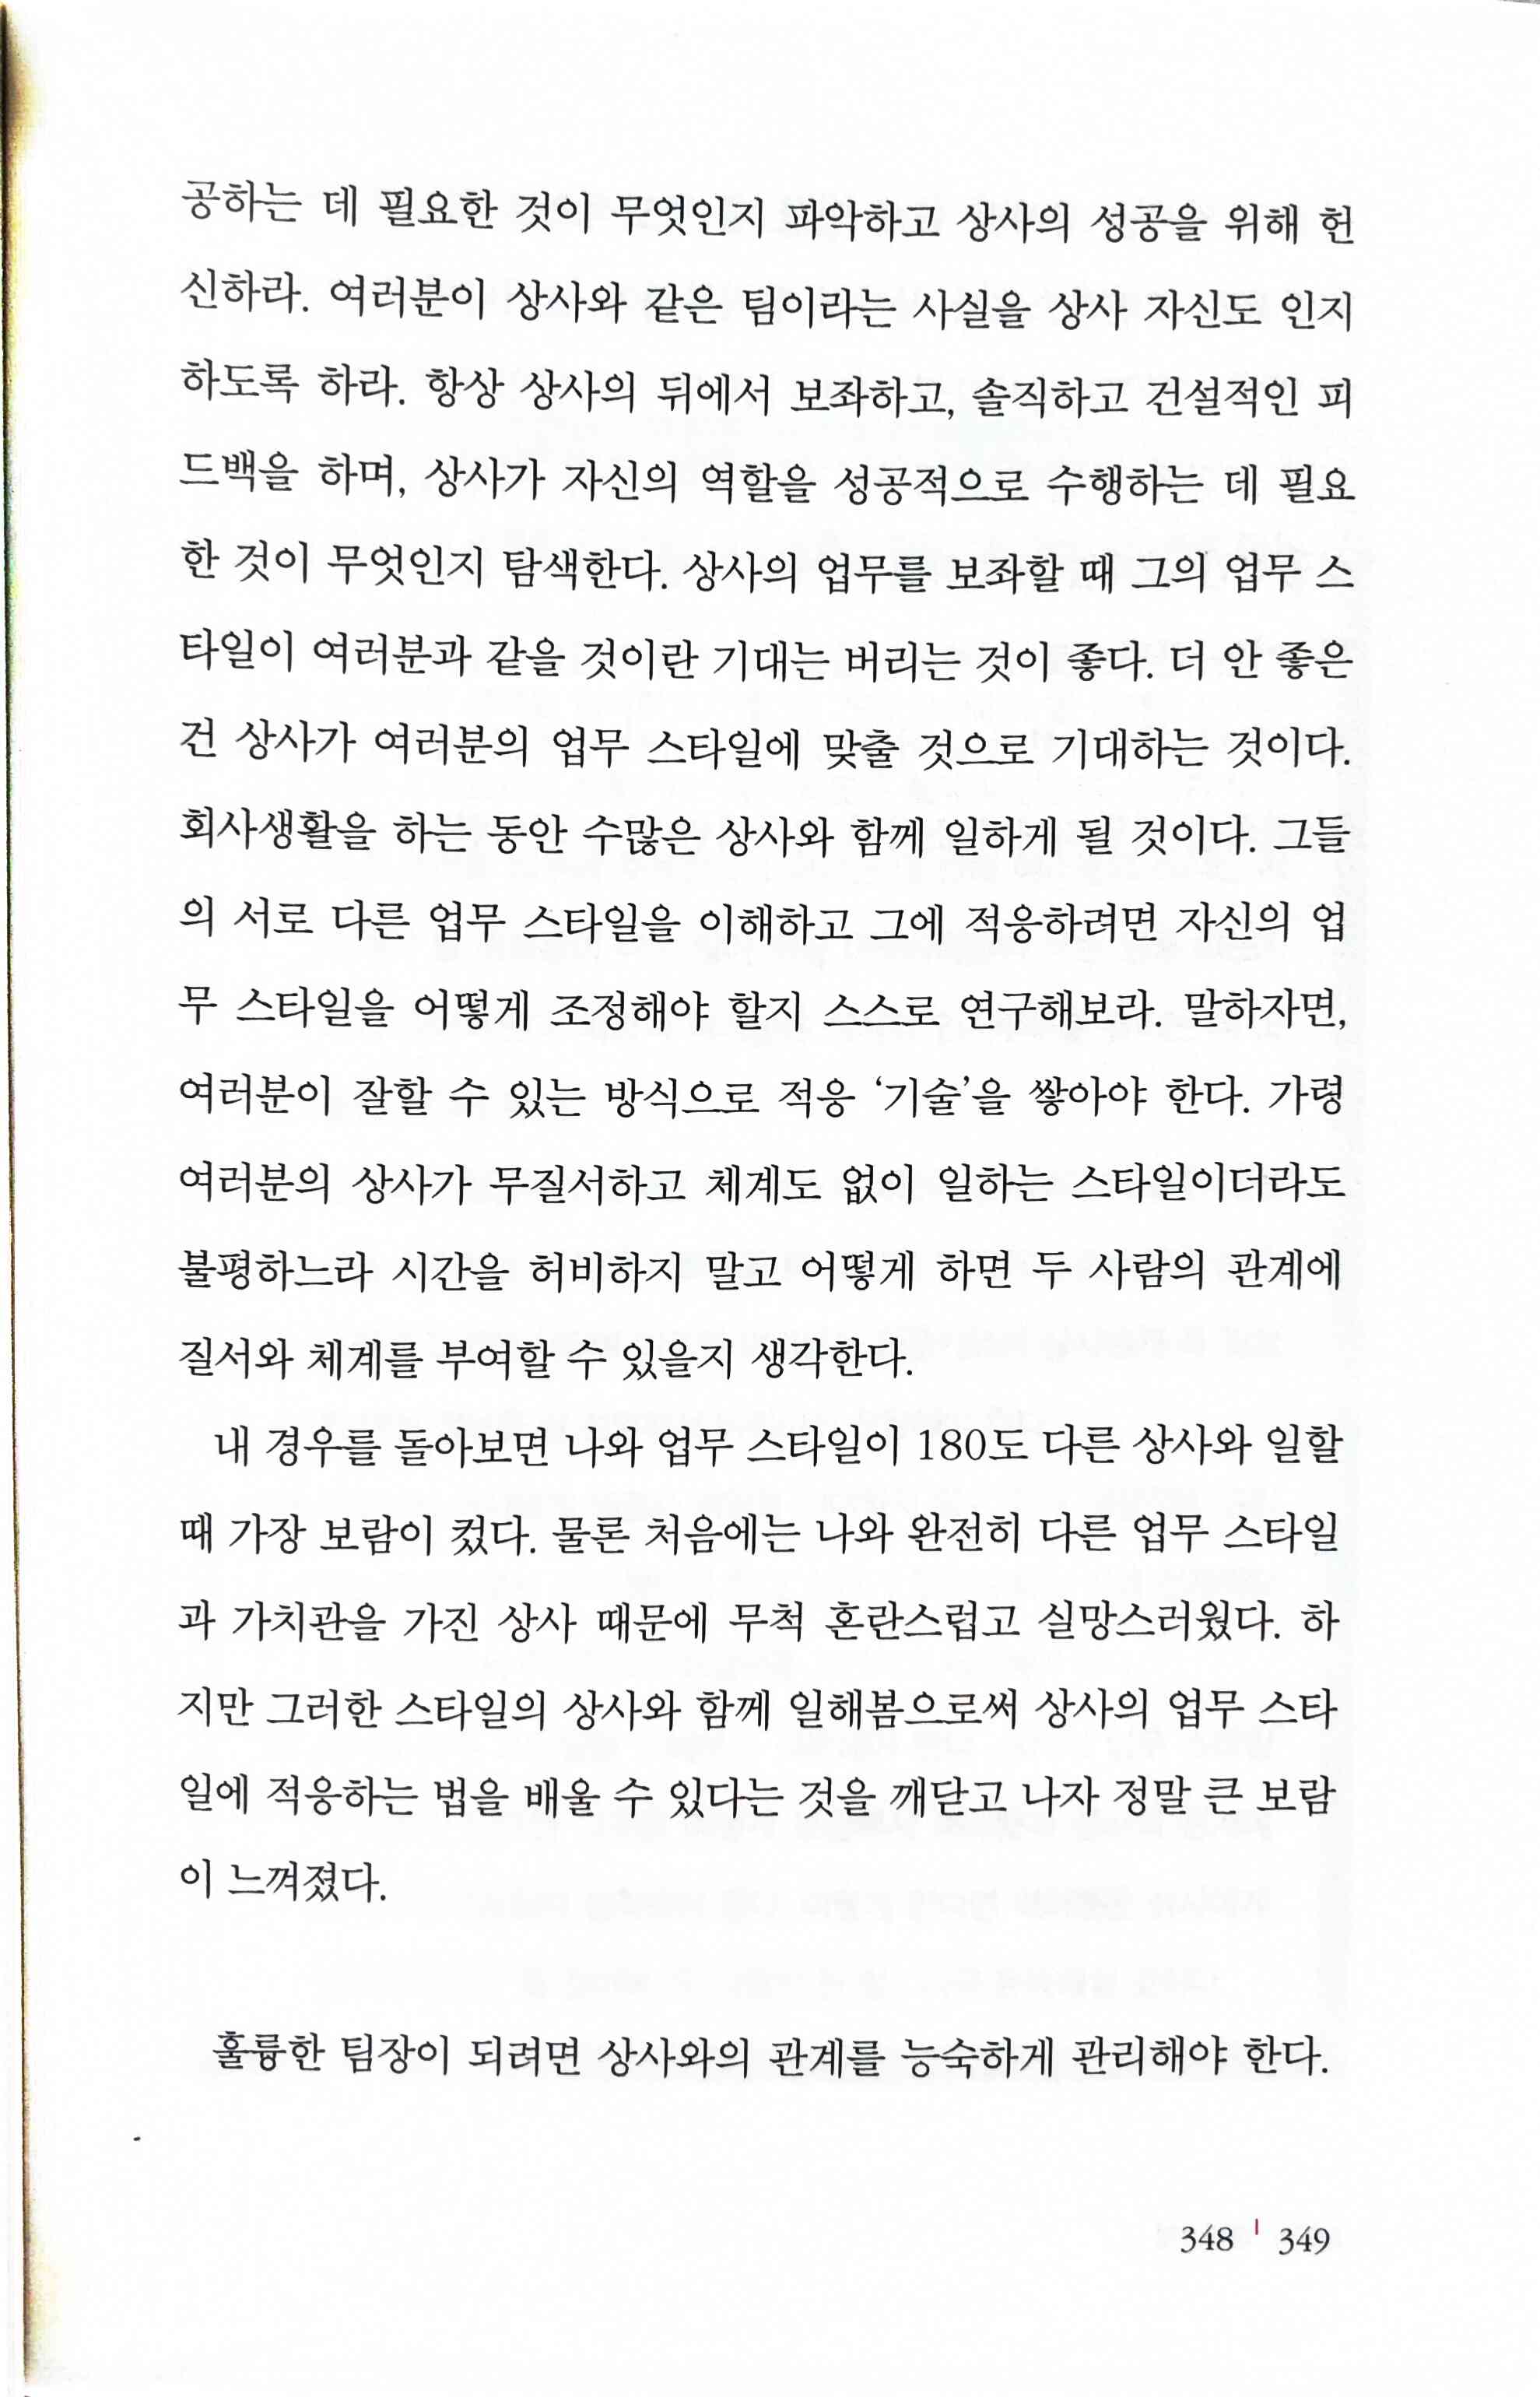 공하는 데 필요한 것이 무엇인지 파악하고 상사의 성공을 위해 헌
신하라. 여러분이 상사와 같은 팀이라는 사실을 상사 자신도 인지
하도록 하라. 항상 상사의 뒤에서 보좌하고, 솔직하고 건설적인 피
드백을 하며, 상사가 자신의 역할을 성공적으로 수행하는 데 필요
한 것이 무엇인지 탐색한다. 상사의 업무를 보좌할 때 그의 업무 스
타일이 여러분과 같을 것이란 기대는 버리는 것이 좋다. 더 안 좋은
건 상사가 여러분의 업무 스타일에 맞출 것으로 기대하는 것이다.
회사생활을 하는 동안 수많은 상사와 함께 일하게 될 것이다. 그들
의 서로 다른 업무 스타일을 이해하고 그에 적응하려면 자신의 업
무 스타일을 어떻게 조정해야 할지 스스로 연구해보라. 말하자면,
여러분이 잘할 수 있는 방식으로 적응 ‘기술’을 쌓아야 한다. 가령
여러분의 상사가 무질서하고 체계도 없이 일하는 스타일이더라도
불평하느라 시간을 허비하지 말고 어떻게 하면 두 사람의 관계에
질서와 체계를 부여할 수 있을지 생각한다.
내 경우를 돌아보면 나와 업무 스타일이 180도 다른 상사와 일할
때 가장 보람이 컸다. 물론 처음에는 나와 완전히 다른 업무 스타일
과 가치관을 가진 상사 때문에 무척 혼란스럽고 실망스러웠다. 하
지만 그러한 스타일의 상사와 함께 일해봄으로써 상사의 업무 스타
일에 적응하는 법을 배울 수 있다는 것을 깨닫고 나자 정말 큰 보람
이 느껴졌다.
훌륭한 팀장이 되려면 상사와의 관계를 능숙하게 관리해야 한다.
348 | 349